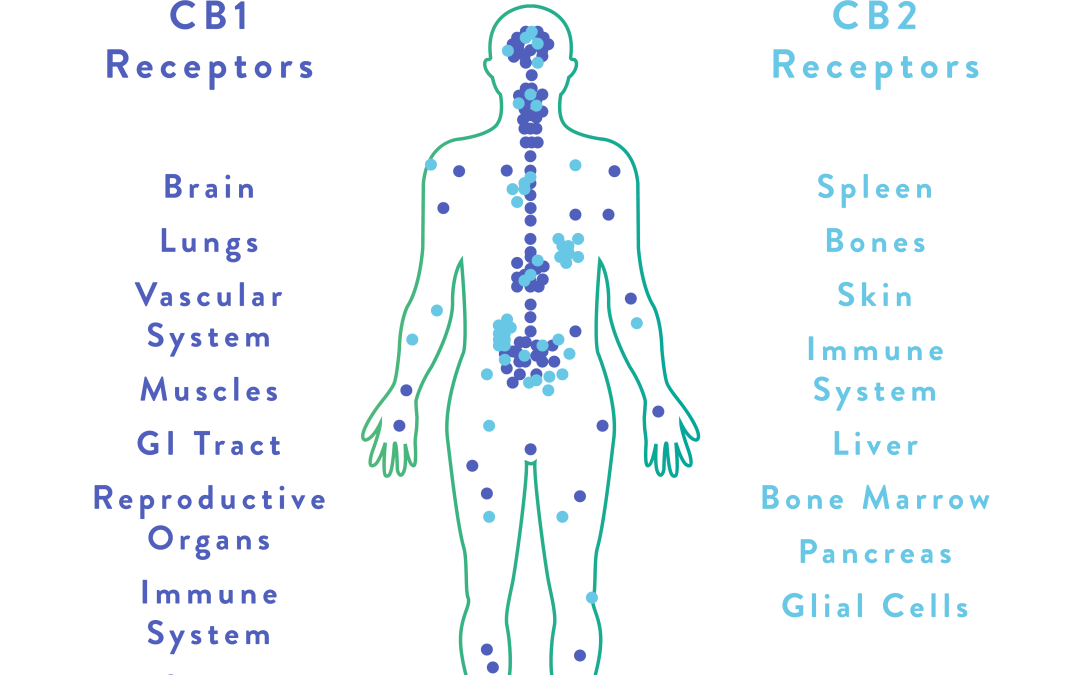 CB1
Receptors
Brain
Lungs
Vascular
System
Muscles
GI Tract
Reproductive
Organs
Immune
System
CB2
Receptors
Spleen
Bones
Skin
Immune
System
Liver
Bone Marrow
Pancreas
Glial Cells